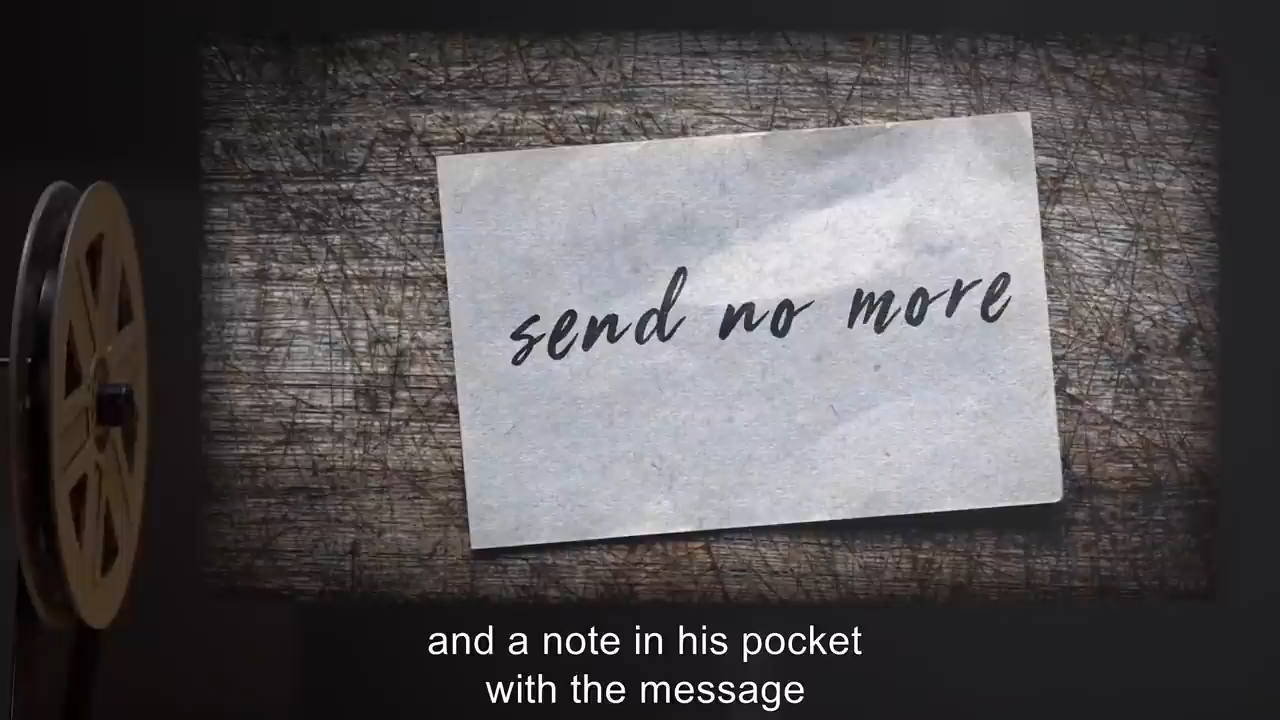 send no more
and a note in his pocket
with the message